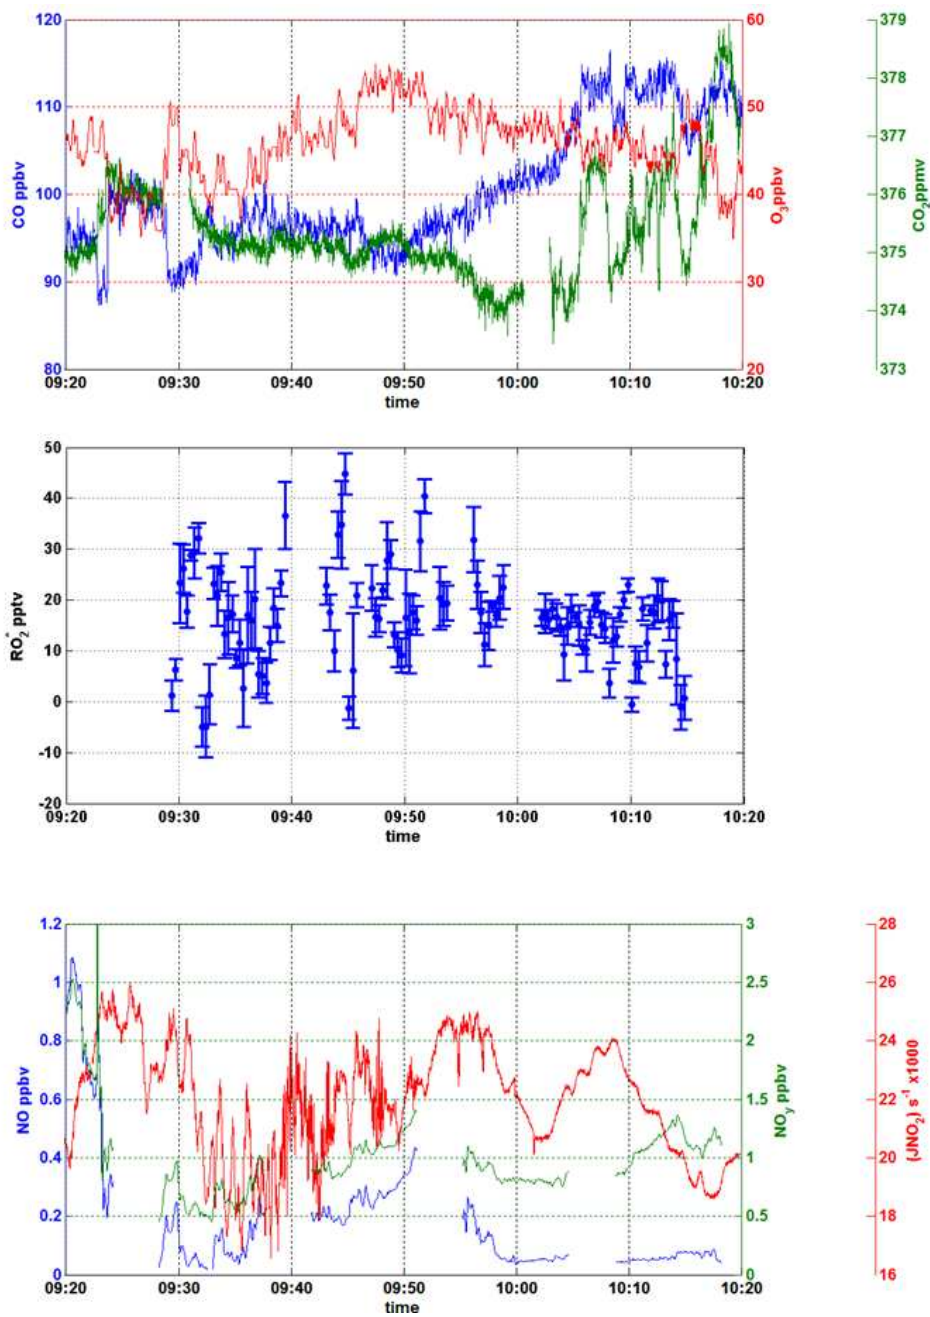 120 60 379
110 50 378
377
100 40 376
375
90 30 374
80 20 373
CO ppbv
O3ppbv
CO2ppmv
09:20 09:30 09:40 09:50 10:00 10:10 10:20
time
50
40
30
20
10
0
-10
-20
RO2* pptv
09:20 09:30 09:40 09:50 10:00 10:10 10:20
time
1.2 3 28
1 2.5 26
0.8 2 24
0.6 1.5 22
0.4 1 20
0.2 0.5 18
0 0 16
NO ppbv
NOy ppbv
(JNO2) s-1 x1000
09:20 09:30 09:40 09:50 10:00 10:10 10:20
time